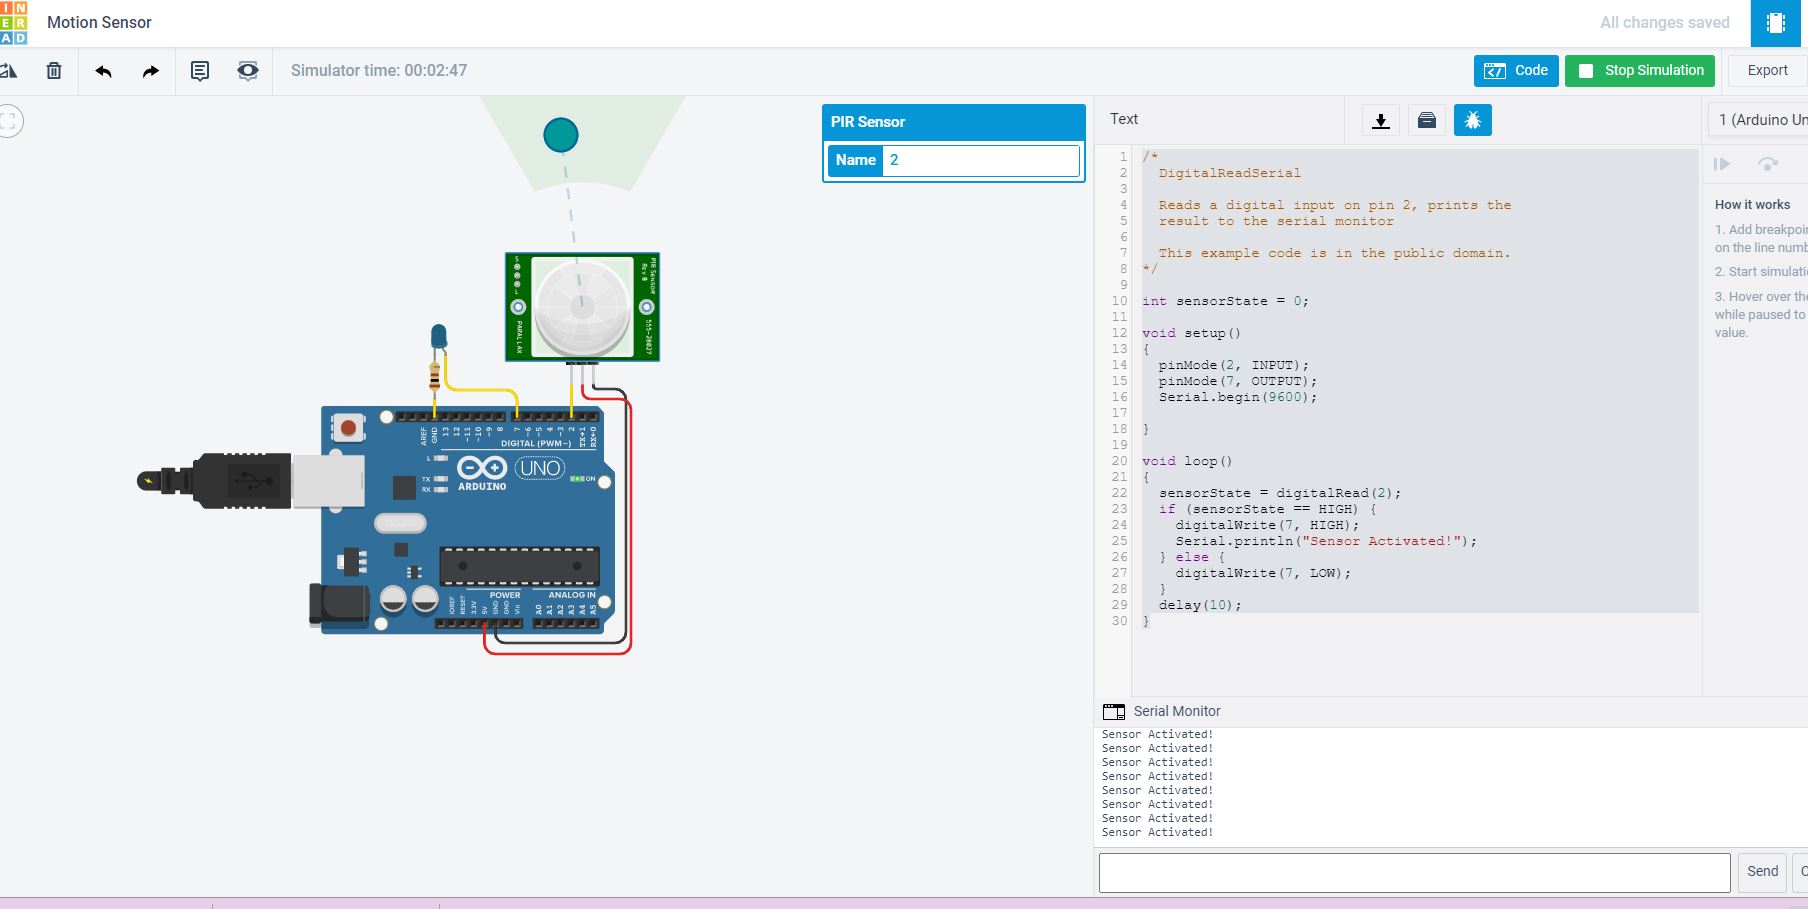 IN
ER
AD
Motion Sensor
All changes saved
Simulator time: 00:02:47
Code
Stop Simulation
Export
PIR Sensor
Name 2
Text
1 (Arduino Un
1 /*
2 DigitalReadSerial
3
4 Reads a digital input on pin 2, prints the
5 result to the serial monitor
6
7 This example code is in the public domain.
8 */
9
10 int sensorState = 0;
11
12 void setup()
13 {
14 pinMode(2, INPUT);
15 pinMode(7, OUTPUT);
16 Serial.begin(9600);
17
18 }
19
20 void loop()
21 {
22 sensorState = digitalRead(2);
23 if (sensorState == HIGH) {
24 digitalWrite(7, HIGH);
25 Serial.println("Sensor Activated!");
26 } else {
27 digitalWrite(7, LOW);
28 }
29 delay(10);
30 }
How it works
1. Add breakpoin
on the line numb
2. Start simulatio
3. Hover over the
while paused to
value.
S
L
PARALLAX
PIR Sensor
Rev B
555-28027
AREF
GND
13
12
~11
~10
~9
8
7
~6
~5
4
~3
2
TX→1
RX←0
DIGITAL (PWM~)
L
TX
RX
UNO
ARDUINO
ON
POWER
ANALOG IN
IOREF
RESET
3.3V
5V
GND
GND
Vin
A0
A1
A2
A3
A4
A5
Serial Monitor
Sensor Activated!
Sensor Activated!
Sensor Activated!
Sensor Activated!
Sensor Activated!
Sensor Activated!
Sensor Activated!
Sensor Activated!
Send